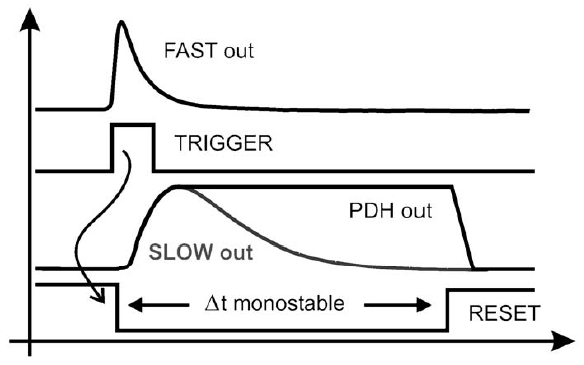 FAST out
TRIGGER
PDH out
SLOW out
Δt monostable
RESET